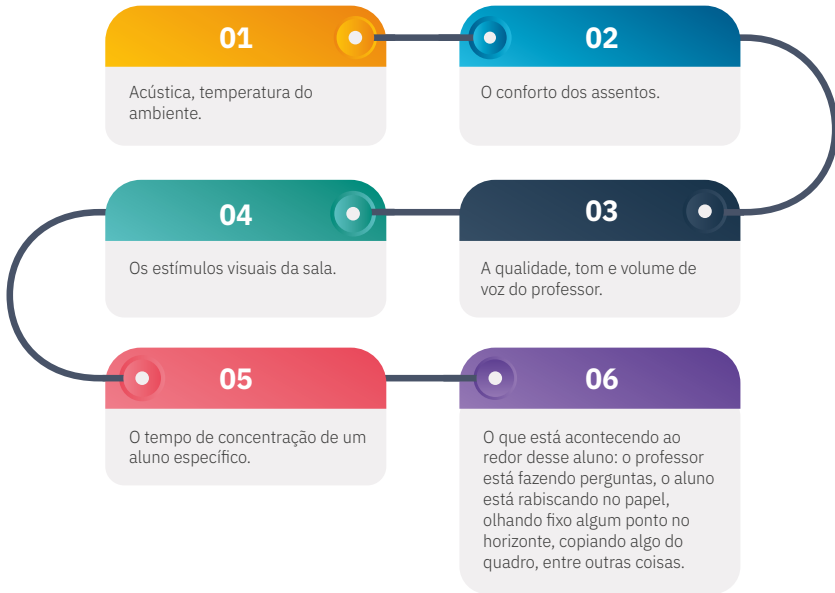 01
Acústica, temperatura do
ambiente.
02
O conforto dos assentos.
03
A qualidade, tom e volume de
voz do professor.
04
Os estímulos visuais da sala.
05
O tempo de concentração de um
aluno específico.
06
O que está acontecendo ao
redor desse aluno: o professor
está fazendo perguntas, o aluno
está rabiscando no papel,
olhando fixo algum ponto no
horizonte, copiando algo do
quadro, entre outras coisas.